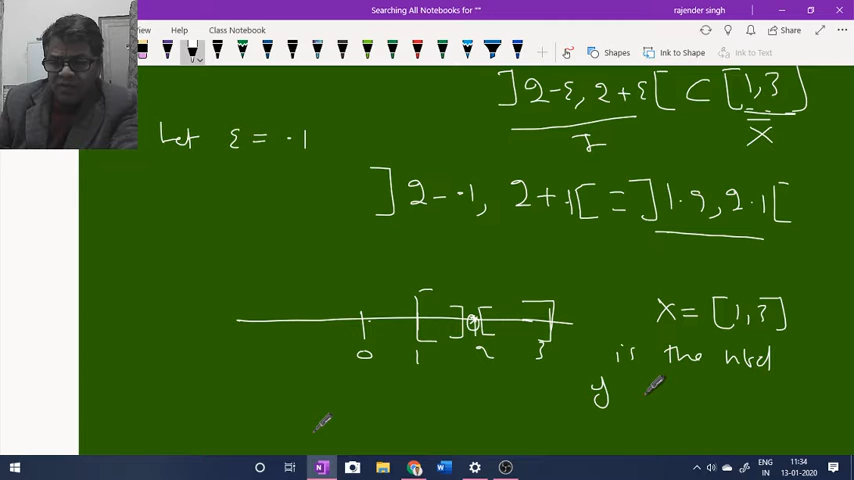 Searching All Notebooks for ""
rajender singh
View Help Class Notebook
Shapes Ink to Shape Ink to Text Share
]2-ε, 2+ε[ ⊂ [1,3]
I X
Let ε = ·1
]2-·1, 2+·1[ = ]1·9, 2·1[
[ ] [ ]
0 1 2 3
X = [1,3]
is the nbd
y
ENG 11:34
IN 13-01-2020